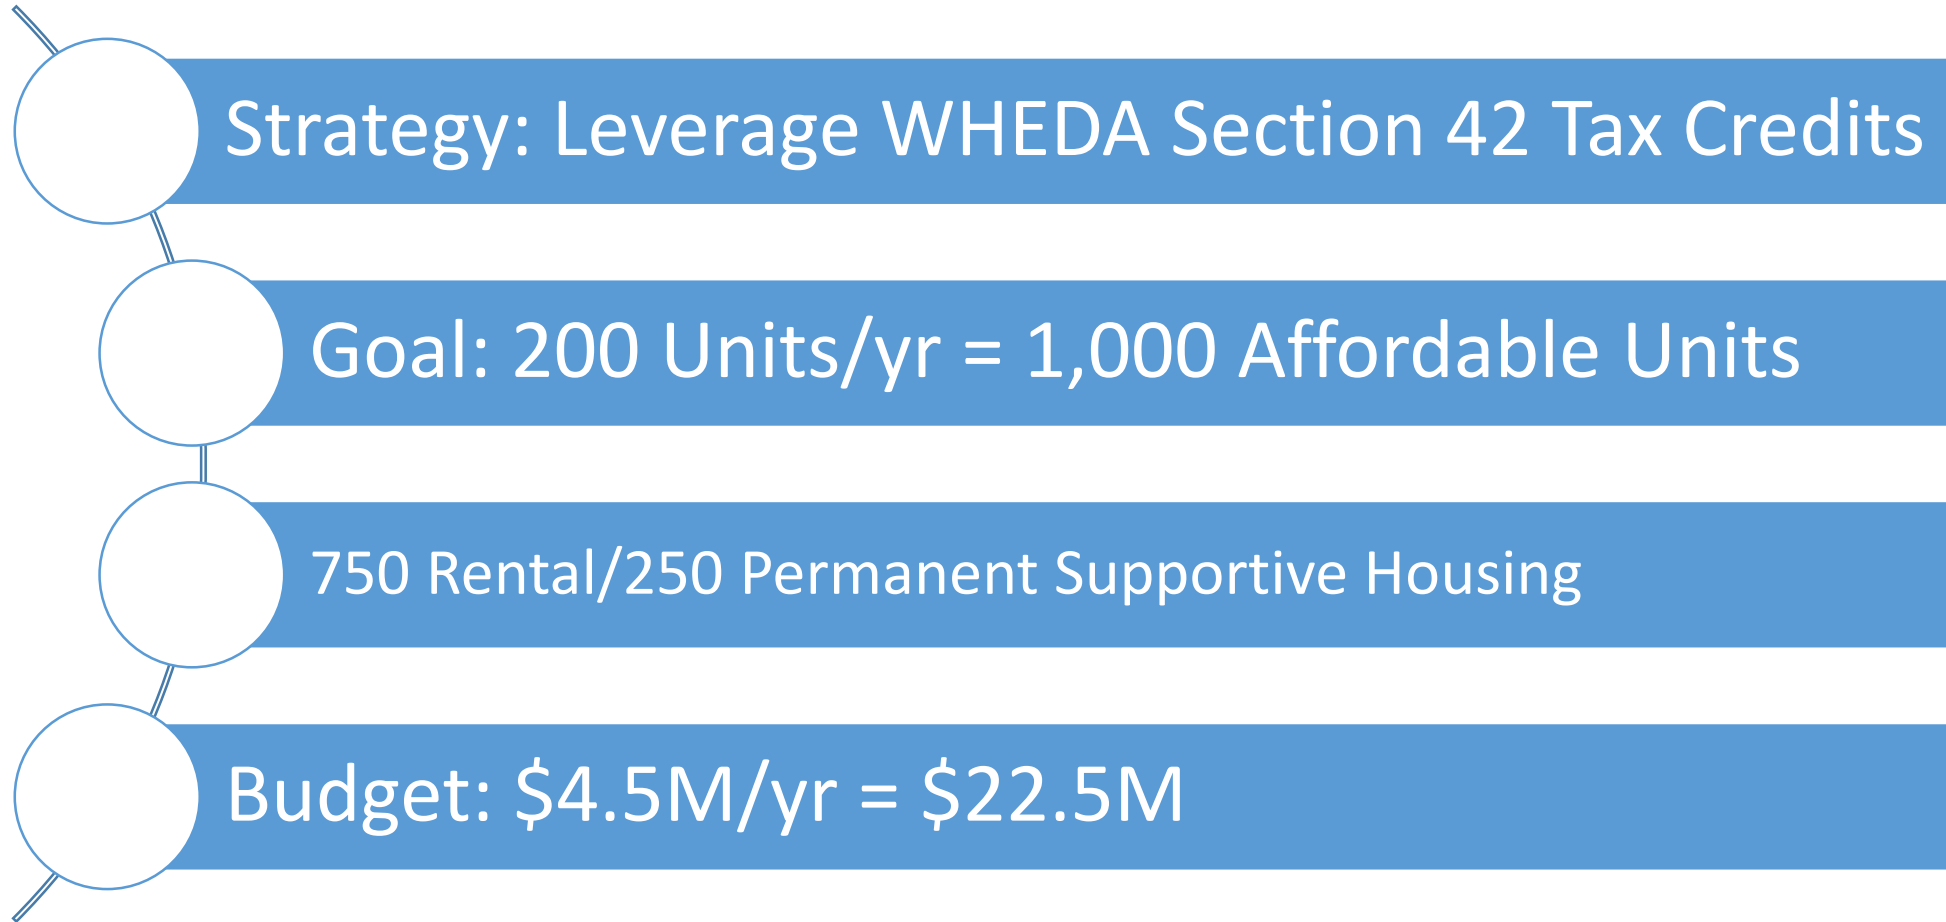 Strategy: Leverage WHEDA Section 42 Tax Credits
Goal: 200 Units/yr = 1,000 Affordable Units
750 Rental/250 Permanent Supportive Housing
Budget: $4.5M/yr = $22.5M